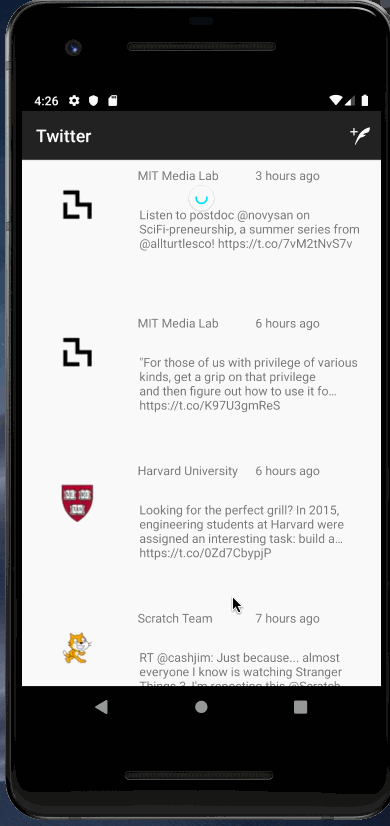 4:26
Twitter
MIT Media Lab 3 hours ago
Listen to postdoc @novysan on
SciFi-preneurship, a summer series from
@allturtlesco! https://t.co/7vM2tNvS7v
MIT Media Lab 6 hours ago
"For those of us with privilege of various
kinds, get a grip on that privilege
and then figure out how to use it fo...
https://t.co/K97U3gmReS
Harvard University 6 hours ago
Looking for the perfect grill? In 2015,
engineering students at Harvard were
assigned an interesting task: build a...
https://t.co/0Zd7CbypjP
Scratch Team 7 hours ago
RT @cashjim: Just because... almost
everyone I know is watching Stranger
Things 3, I'm reposting this @Scratch